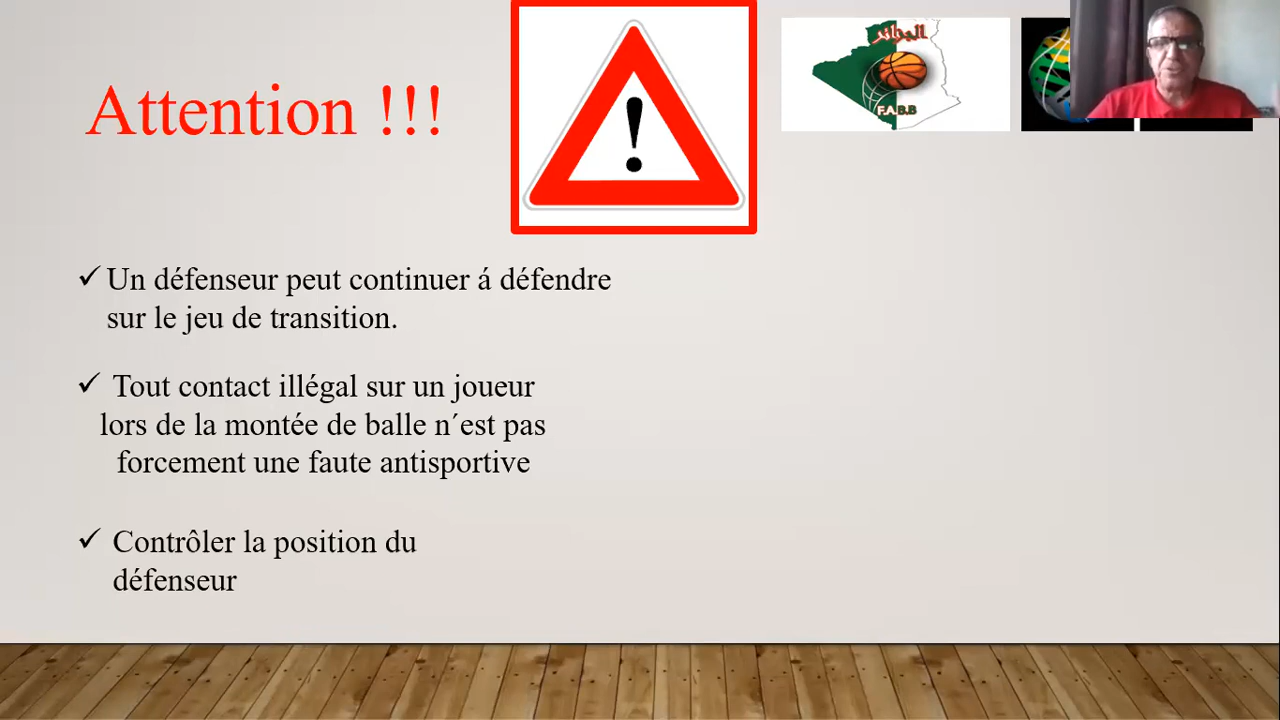 Attention !!!
الجزائر
F.A.B.B
Un défenseur peut continuer á défendre
sur le jeu de transition.
Tout contact illégal sur un joueur
lors de la montée de balle n´est pas
forcement une faute antisportive
Contrôler la position du
défenseur